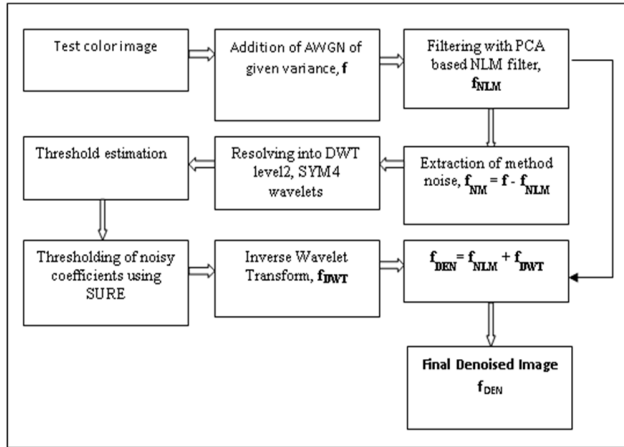 Test color image
Addition of AWGN of
given variance, f
Filtering with PCA
based NLM filter,
fNLM
Threshold estimation
Resolving into DWT
level2, SYM4
wavelets
Extraction of method
noise, fNM = f - fNLM
Thresholding of noisy
coefficients using
SURE
Inverse Wavelet
Transform, fDWT
fDEN = fNLM + fDWT
Final Denoised Image
fDEN